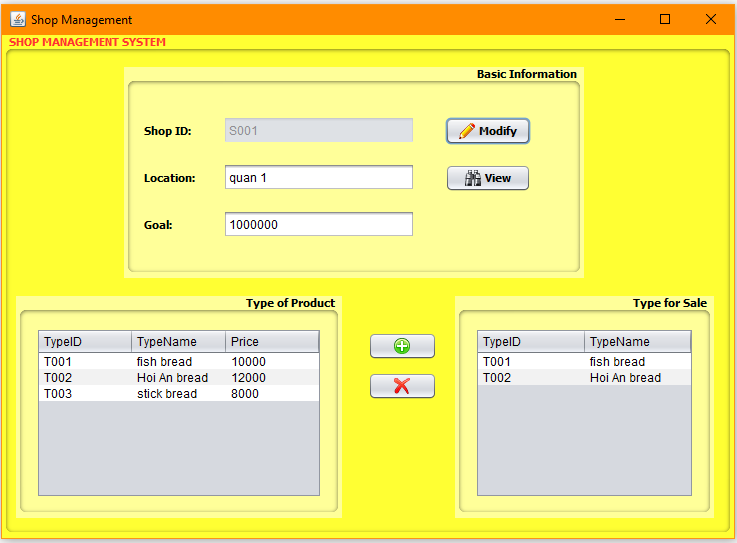 Shop Management
SHOP MANAGEMENT SYSTEM
Basic Information
Shop ID: S001 Modify
Location: quan 1 View
Goal: 1000000
Type of Product
TypeID TypeName Price
T001 fish bread 10000
T002 Hoi An bread 12000
T003 stick bread 8000
Type for Sale
TypeID TypeName
T001 fish bread
T002 Hoi An bread